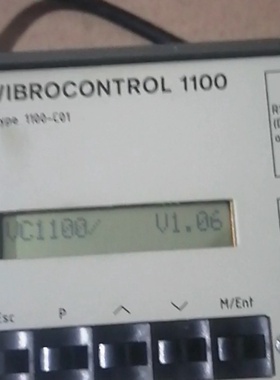 VIBROCONTROL 1100
Type 1100-C01
VC1100/ V1.06
Esc P M/Ent